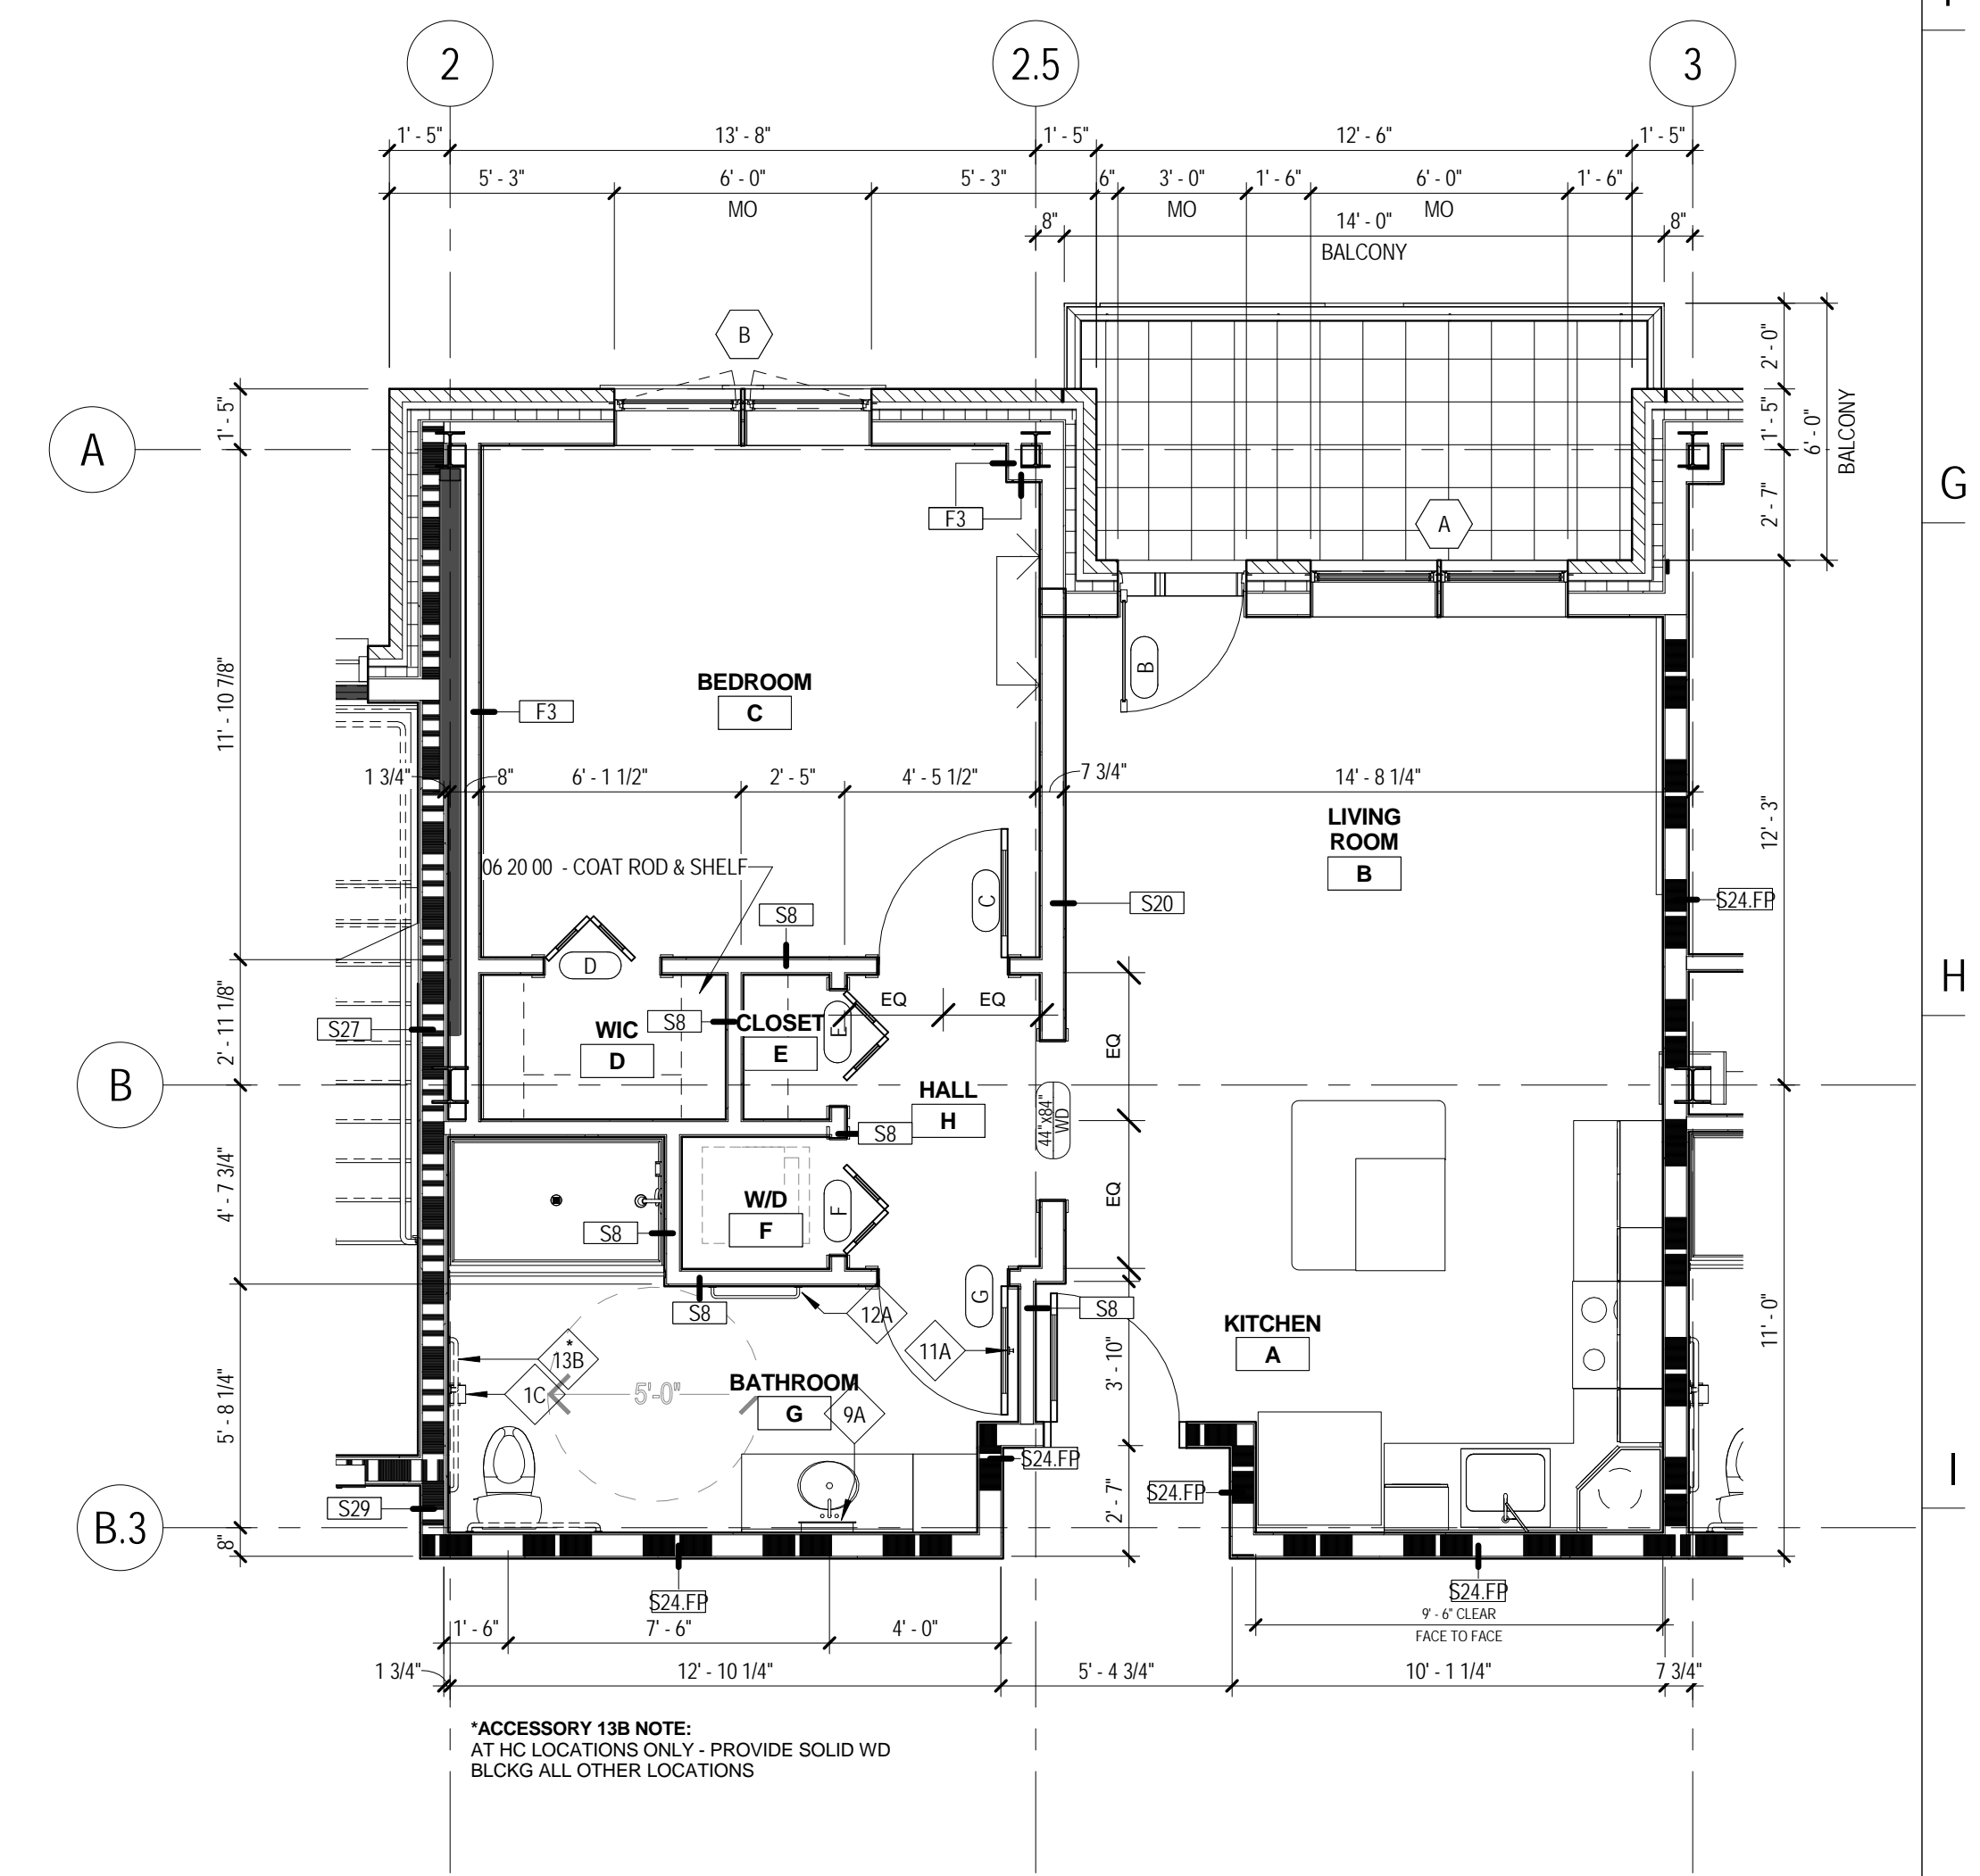 2
2.5
3
1' - 5"
13' - 8"
1' - 5"
12' - 6"
1' - 5"
5' - 3"
6' - 0"
5' - 3"
6"
3' - 0"
1' - 6"
6' - 0"
1' - 6"
MO
MO
MO
8"
14' - 0"
8"
BALCONY
B
2' - 0"
1' - 5"
1' - 5"
6' - 0"
BALCONY
A
F3
F3
A
2' - 7"
G
B
BEDROOM
C
F3
11' - 10 7/8"
1 3/4"
8"
6' - 1 1/2"
2' - 5"
4' - 5 1/2"
7 3/4"
14' - 8 1/4"
LIVING
ROOM
B
12' - 3"
06 20 00 - COAT ROD & SHELF
C
S8
S20
S24.FP
D
H
EQ
EQ
EQ
S27
WIC
D
S8
CLOSET
E
E
2' - 11 1/8"
B
HALL
H
S8
44"x84"
WD
W/D
F
F
S8
EQ
4' - 7 3/4"
G
S8
12A
S8
11A
KITCHEN
A
13B
*
1C
5'-0"
BATHROOM
G
9A
3' - 10"
11' - 0"
5' - 8 1/4"
S24.FP
S24.FP
I
S29
B.3
8"
2' - 7"
S24.FP
S24.FP
9' - 6" CLEAR
FACE TO FACE
1' - 6"
7' - 6"
4' - 0"
1 3/4"
12' - 10 1/4"
5' - 4 3/4"
10' - 1 1/4"
7 3/4"
*ACCESSORY 13B NOTE:
AT HC LOCATIONS ONLY - PROVIDE SOLID WD
BLCKG ALL OTHER LOCATIONS